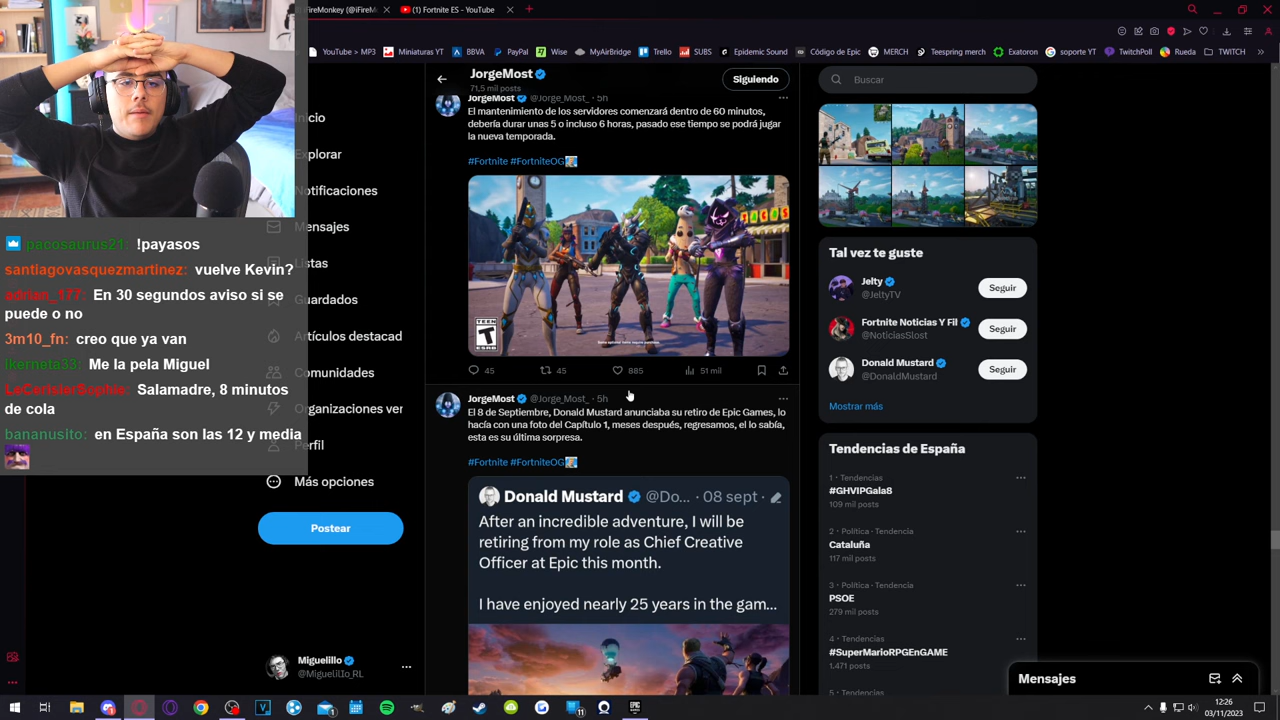 iFireMonkey (@iFireM
(1) Fortnite ES - YouTube
YouTube > MP3
Miniaturas YT
BBVA
PayPal
Wise
MyAirbridge
Trello
SUBS
Epidemic Sound
Código de Epic
MERCH
Teespring merch
Exatoron
soporte YT
TwitchPoll
Rueda
TWITCH
pacosaurus21: !payasos
santiagovasquezmartinez: vuelve Kevin?
adrian_177: En 30 segundos aviso si se
puede o no
3m10_fn: creo que ya van
Ikerneta33: Me la pela Miguel
Salamadre, 8 minutos
de cola
bananusito: en España son las 12 y media
Inicio
Explorar
Notificaciones
Mensajes
Listas
Guardados
Artículos destacad
Comunidades
Organizaciones ver
Perfil
Más opciones
Postear
Miguelillo
@MiguelilIo_RL
JorgeMost
71,5 mil posts
Siguiendo
JorgeMost @Jorge_Most_ · 5h
El mantenimiento de los servidores comenzará dentro de 60 minutos,
debería durar unas 5 o incluso 6 horas, pasado ese tiempo se podrá jugar
la nueva temporada.
#Fortnite #FortniteOG
TACOS
TEEN
T
ESRB
45
45
885
51 mil
JorgeMost @Jorge_Most_ · 5h
El 8 de Septiembre, Donald Mustard anunciaba su retiro de Epic Games, lo
hacía con una foto del Capítulo 1, meses después, regresamos, el lo sabía,
esta es su última sorpresa.
#Fortnite #FortniteOG
Donald Mustard @Do... · 08 sept ·
After an incredible adventure, I will be
retiring from my role as Chief Creative
Officer at Epic this month.
I have enjoyed nearly 25 years in the gam...
Buscar
Tal vez te guste
Jelty
@JeltyTV
Seguir
Fortnite Noticias Y Fil
@NoticiasSlost
Seguir
Donald Mustard
@DonaldMustard
Seguir
Mostrar más
Tendencias de España
1 · Tendencias
#GHVIPGala8
109 mil posts
2 · Política · Tendencia
Cataluña
117 mil posts
3 · Política · Tendencia
PSOE
279 mil posts
4 · Tendencias
#SuperMarioRPGEnGAME
1.471 posts
5 · Tendencias
Mensajes
12:26
03/11/2023